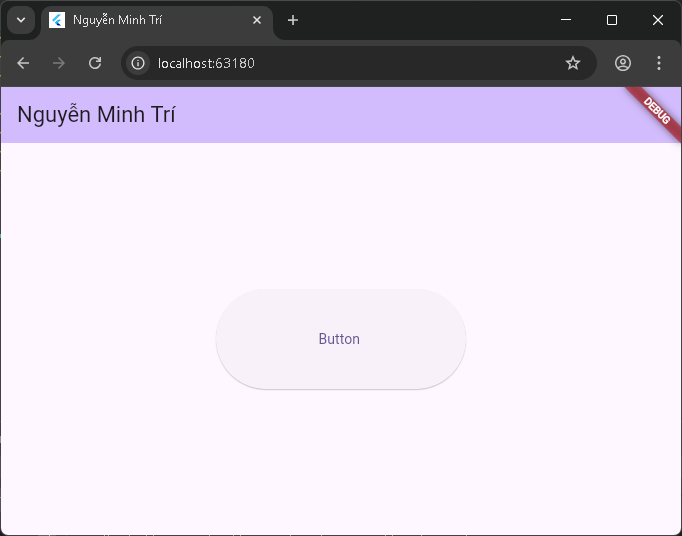 Nguyễn Minh Trí
localhost:63180
Nguyễn Minh Trí
DEBUG
Button